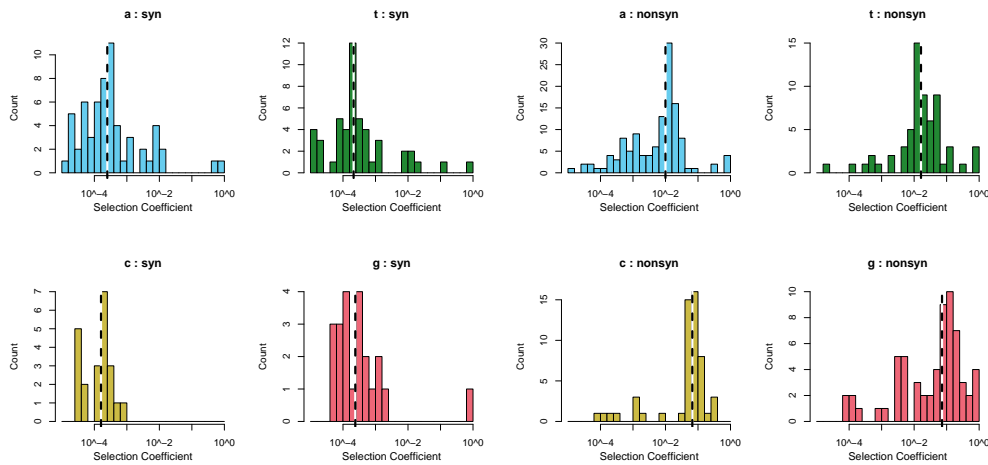 a : syn
Count
0 2 4 6 8 10
10^−4 10^−2 10^0
Selection Coefficient
t : syn
Count
0 2 4 6 8 10 12
10^−4 10^−2 10^0
Selection Coefficient
a : nonsyn
Count
0 5 10 15 20 25 30
10^−4 10^−2 10^0
Selection Coefficient
t : nonsyn
Count
0 5 10 15
10^−4 10^−2 10^0
Selection Coefficient
c : syn
Count
0 1 2 3 4 5 6 7
10^−4 10^−2 10^0
Selection Coefficient
g : syn
Count
0 1 2 3 4
10^−4 10^−2 10^0
Selection Coefficient
c : nonsyn
Count
0 5 10 15
10^−4 10^−2 10^0
Selection Coefficient
g : nonsyn
Count
0 2 4 6 8 10
10^−4 10^−2 10^0
Selection Coefficient